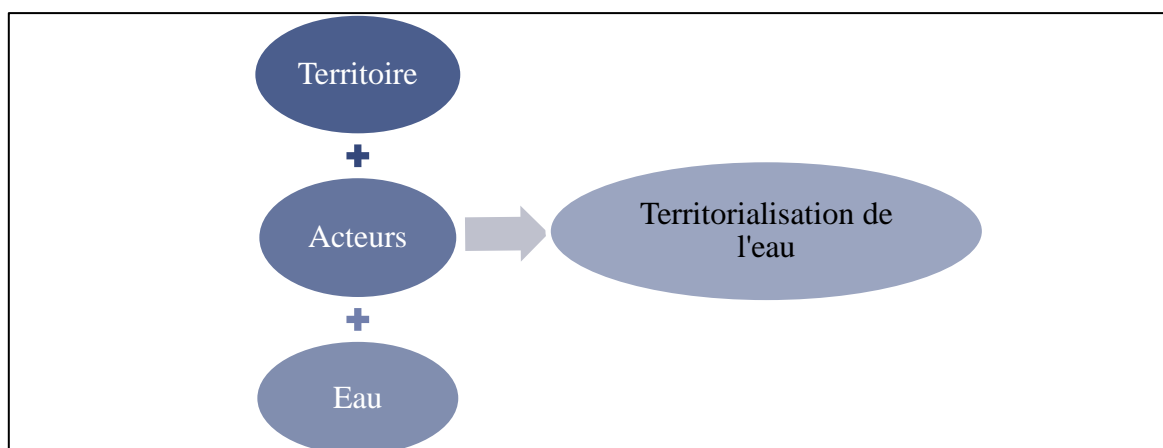 Territoire
Acteurs
Eau
Territorialisation de
l'eau